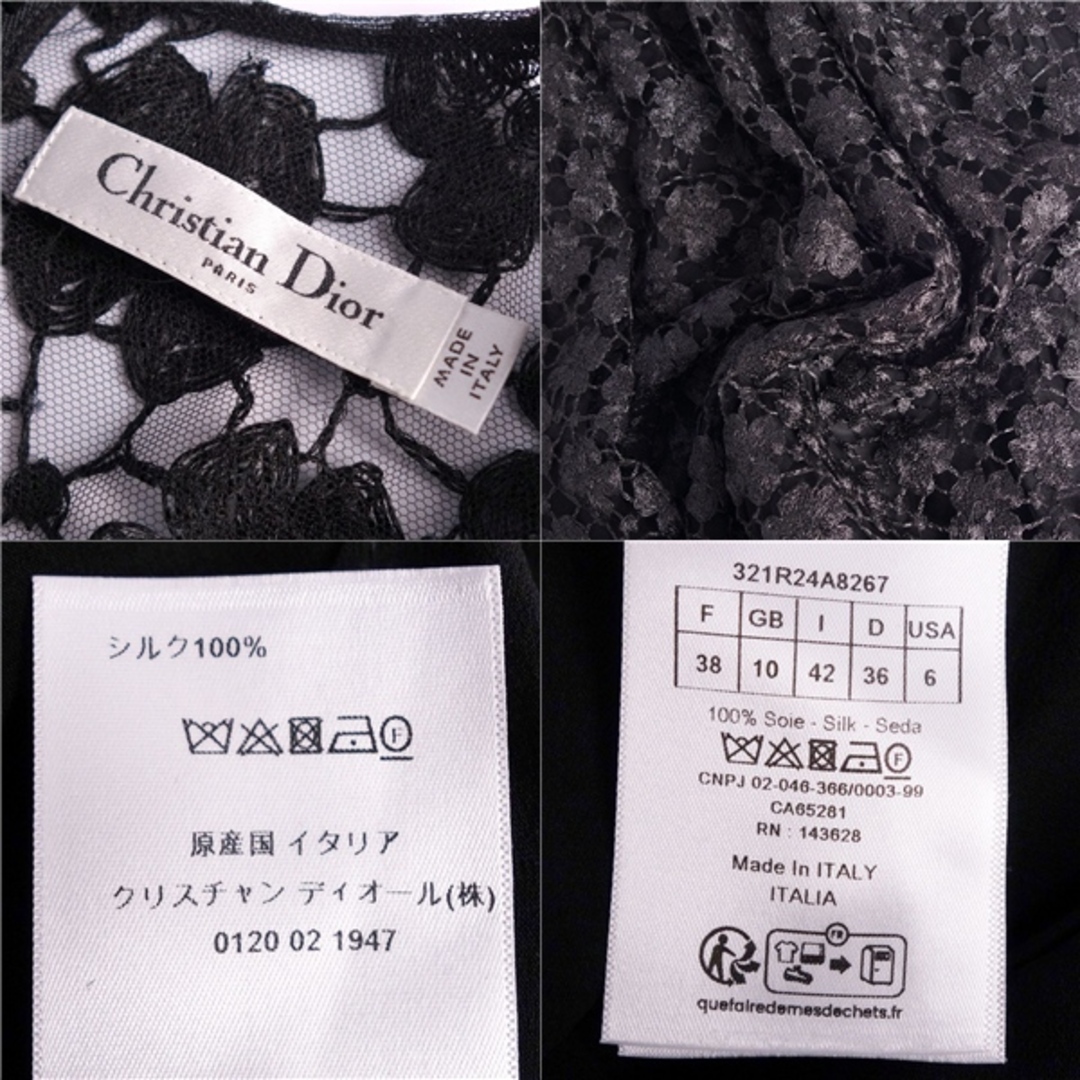 Christian Dior
PARIS
MADE
IN
ITALY
シルク100%
F
原産国 イタリア
クリスチャン ディオール(株)
0120 02 1947
321R24A8267
F GB I D USA
38 10 42 36 6
100% Soie - Silk - Seda
F
CNPJ 02-046-366/0003-99
CA65281
RN : 143628
Made In ITALY
ITALIA
FR
quefairedemesdechets.fr